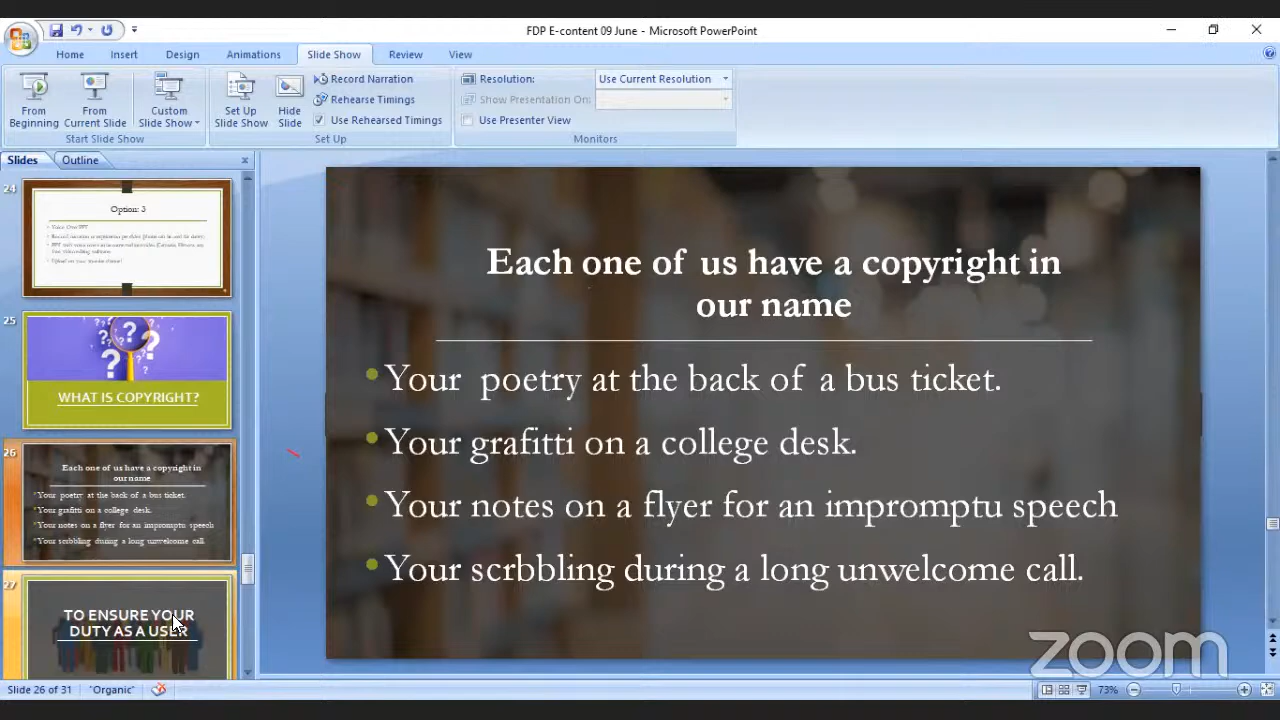 FDP E-content 09 June - Microsoft PowerPoint
Home Insert Design Animations Slide Show Review View
From Beginning
From Current Slide
Custom Slide Show
Set Up Slide Show
Hide Slide
Record Narration
Rehearse Timings
Use Rehearsed Timings
Resolution: Use Current Resolution
Show Presentation On:
Use Presenter View
Start Slide Show Set Up Monitors
Slides Outline
24
Option: 3
25
WHAT IS COPYRIGHT?
26
Each one of us have a copyright in
our name
Your poetry at the back of a bus ticket.
Your grafitti on a college desk.
Your notes on a flyer for an impromptu speech
Your scrbbling during a long unwelcome call.
27
TO ENSURE YOUR
DUTY AS A USER
Each one of us have a copyright in
our name
Your poetry at the back of a bus ticket.
Your grafitti on a college desk.
Your notes on a flyer for an impromptu speech
Your scrbbling during a long unwelcome call.
zoom
Slide 26 of 31 "Organic" 73%